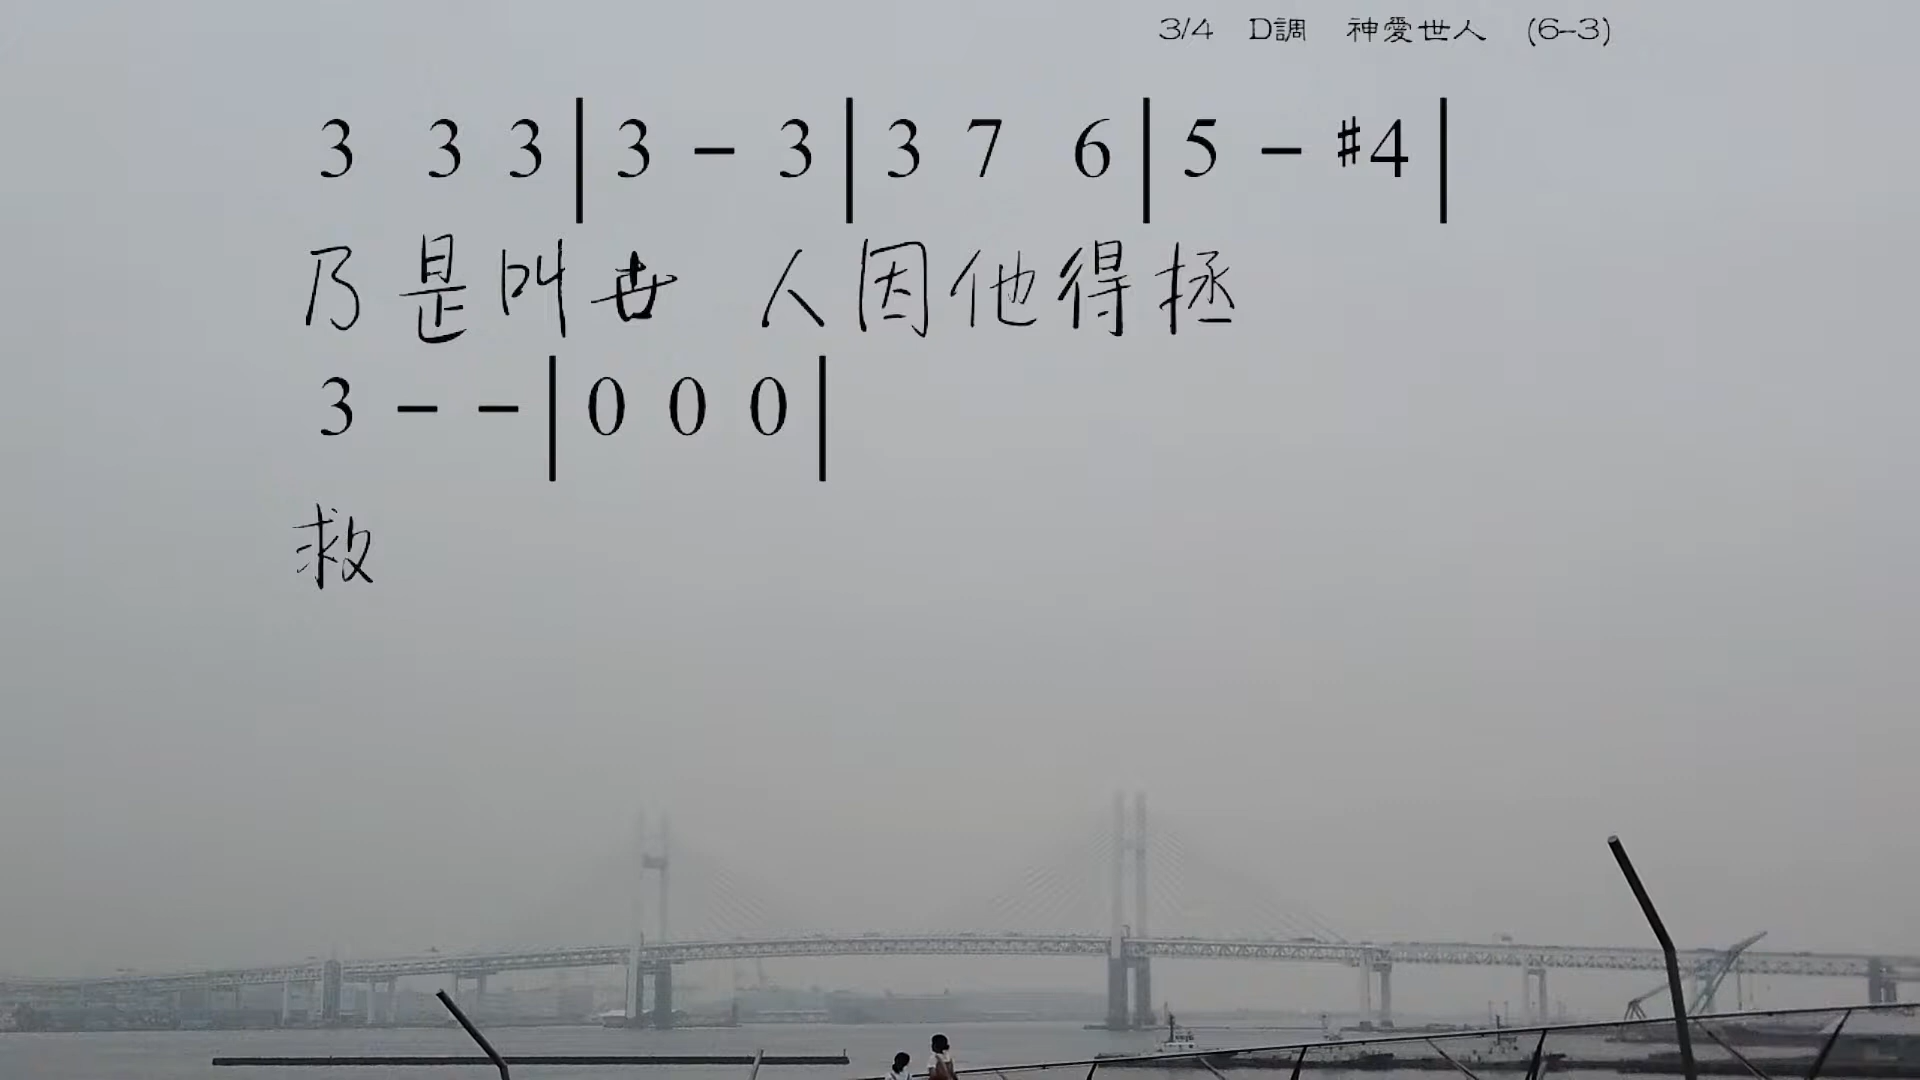 3/4 D調 神愛世人 (6-3)
3 3 3|3 - 3|3 7 6|5 - #4|
乃是叫世 人因他得拯
3 - -|0 0 0|
救